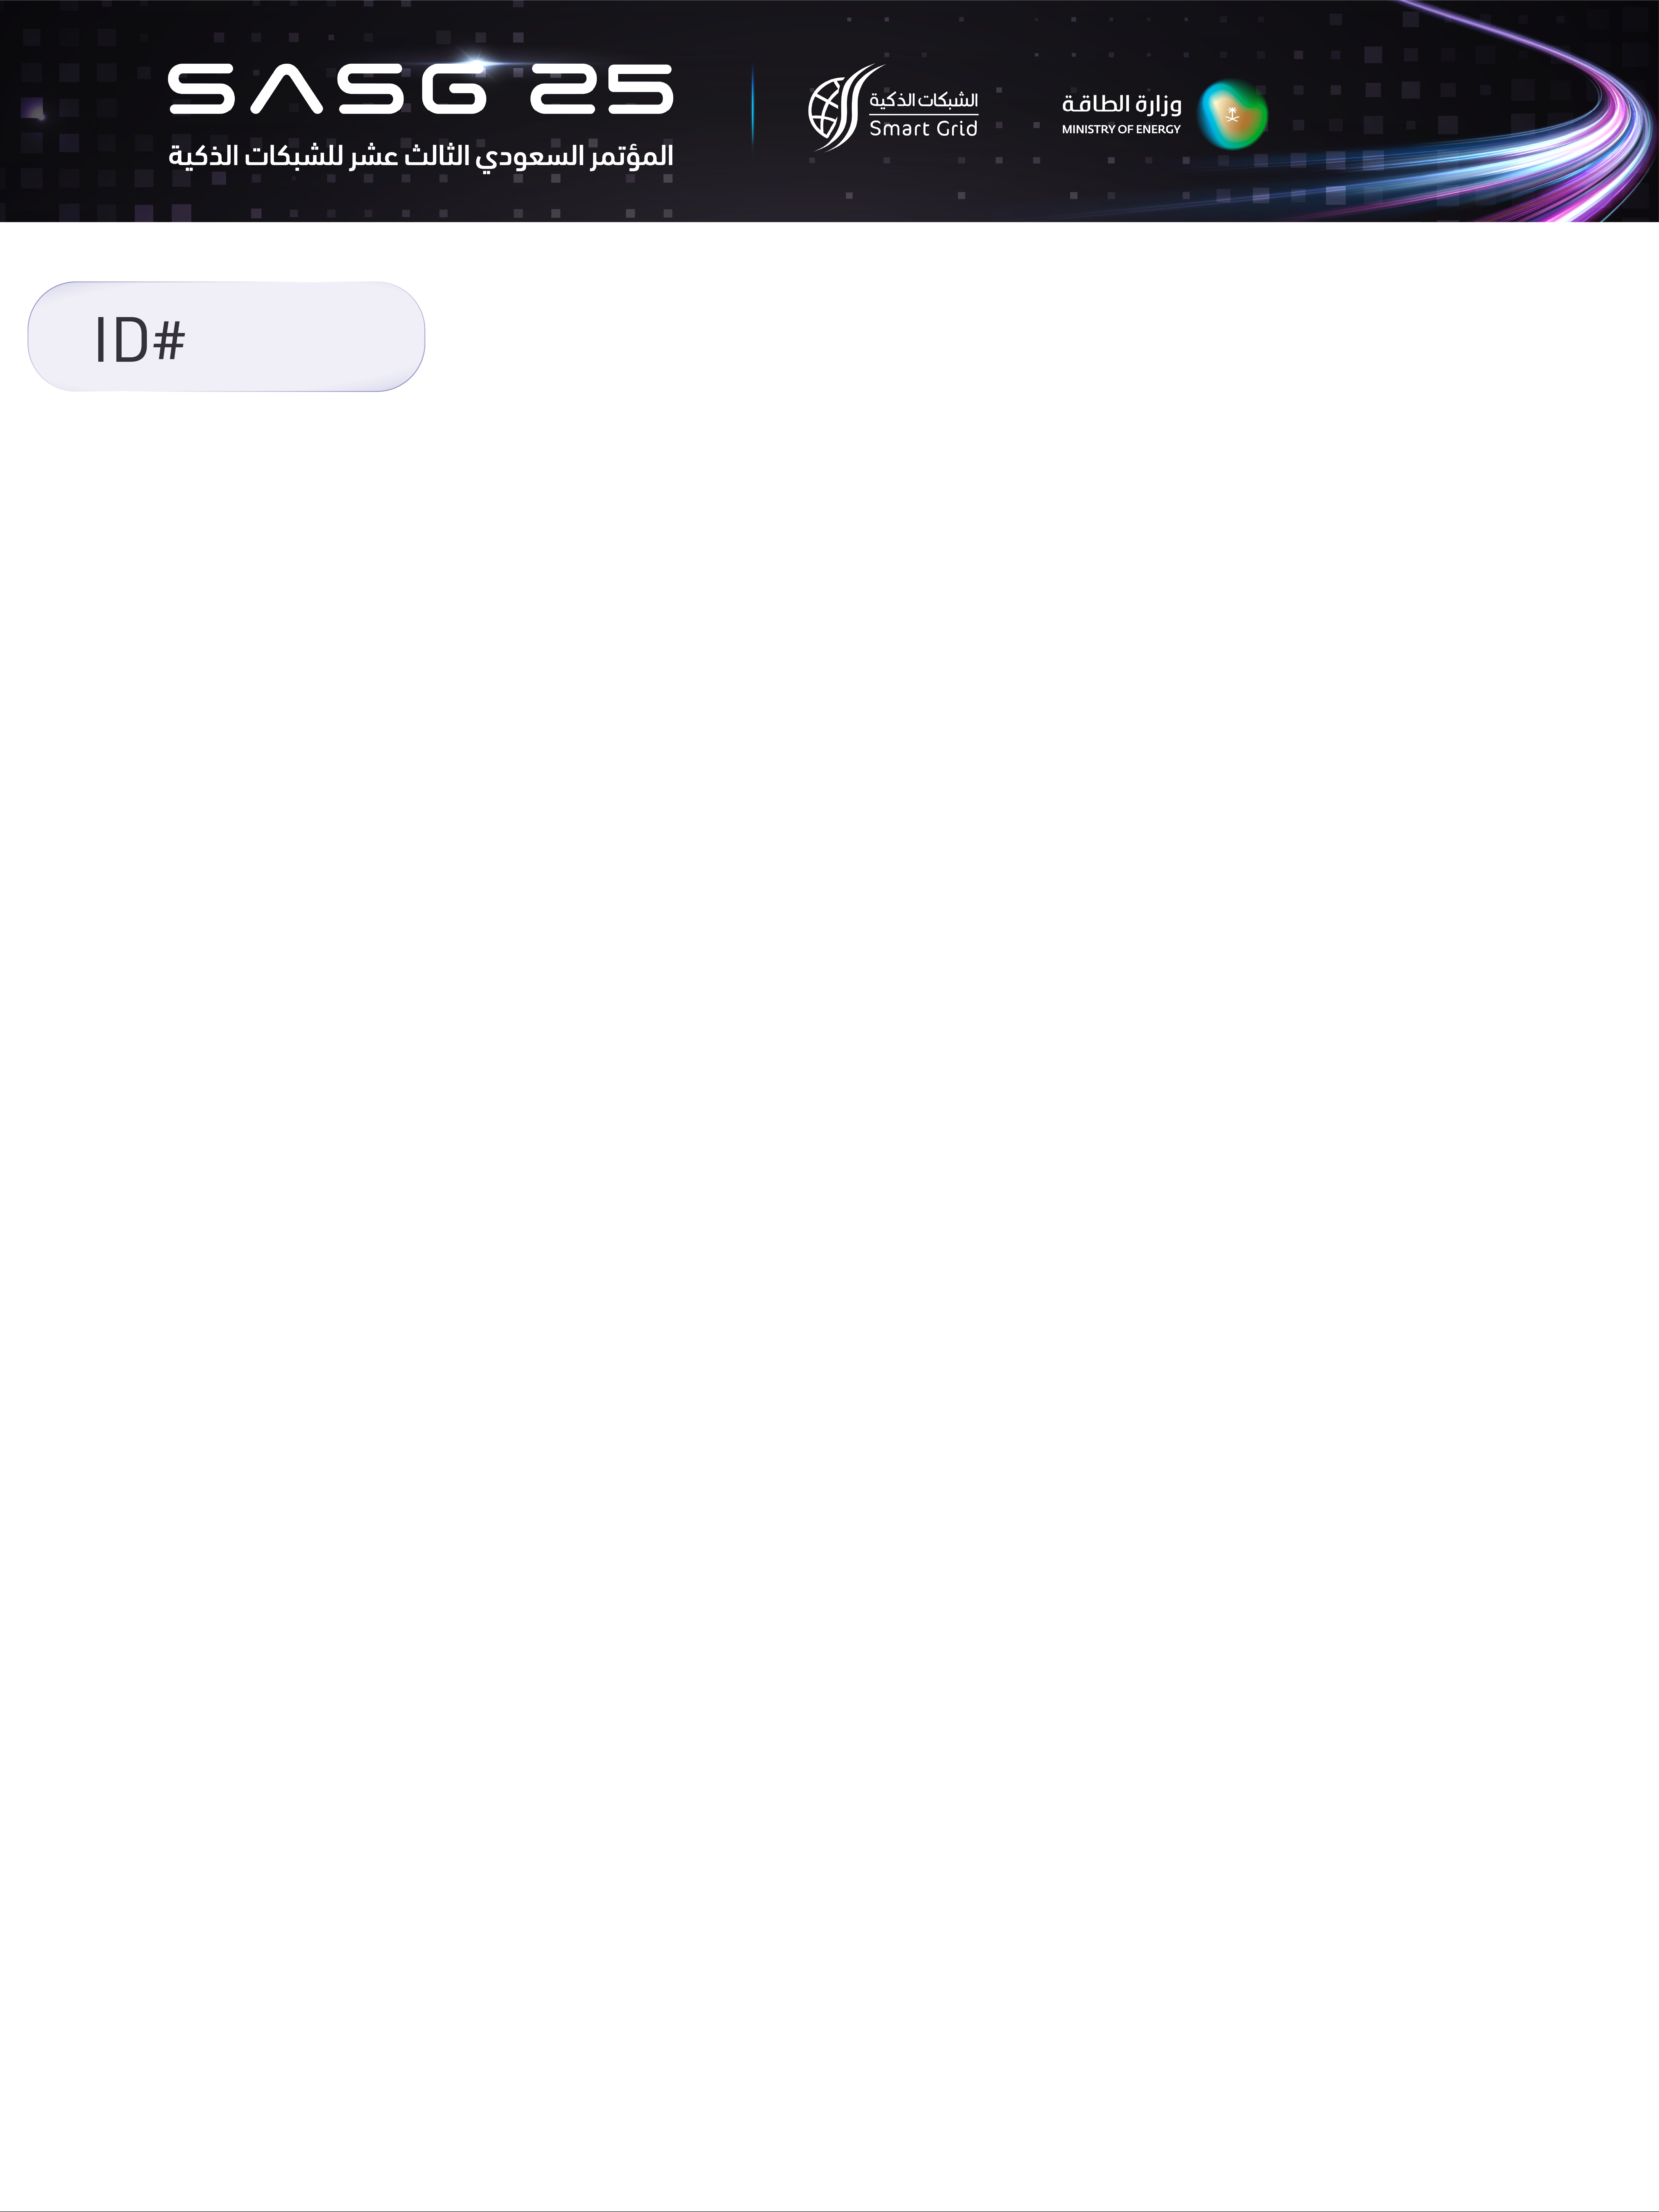 SASG 25
المؤتمر السعودي الثالث عشر للشبكات الذكية
الشبكات الذكية
Smart Grid
وزارة الطاقة
MINISTRY OF ENERGY
ID#